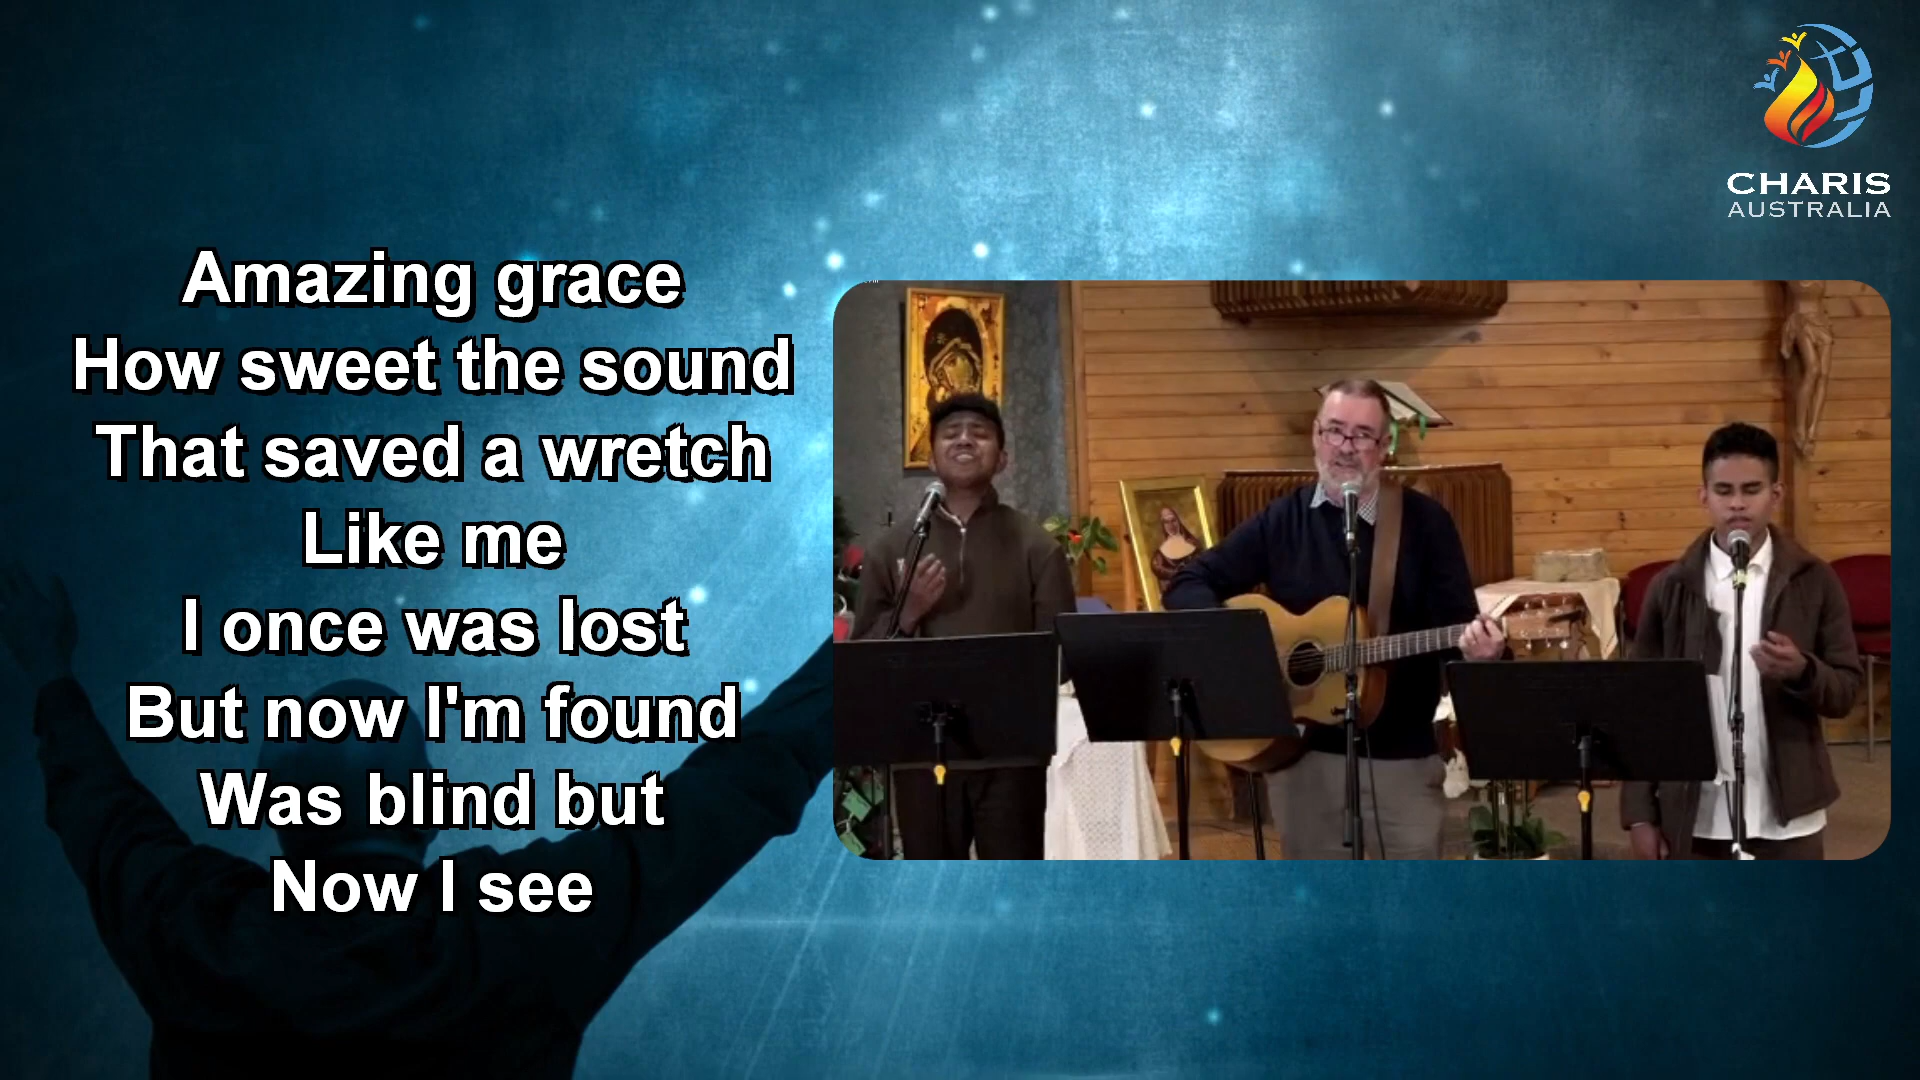 CHARIS
AUSTRALIA
Amazing grace
How sweet the sound
That saved a wretch
Like me
I once was lost
But now I'm found
Was blind but
Now I see